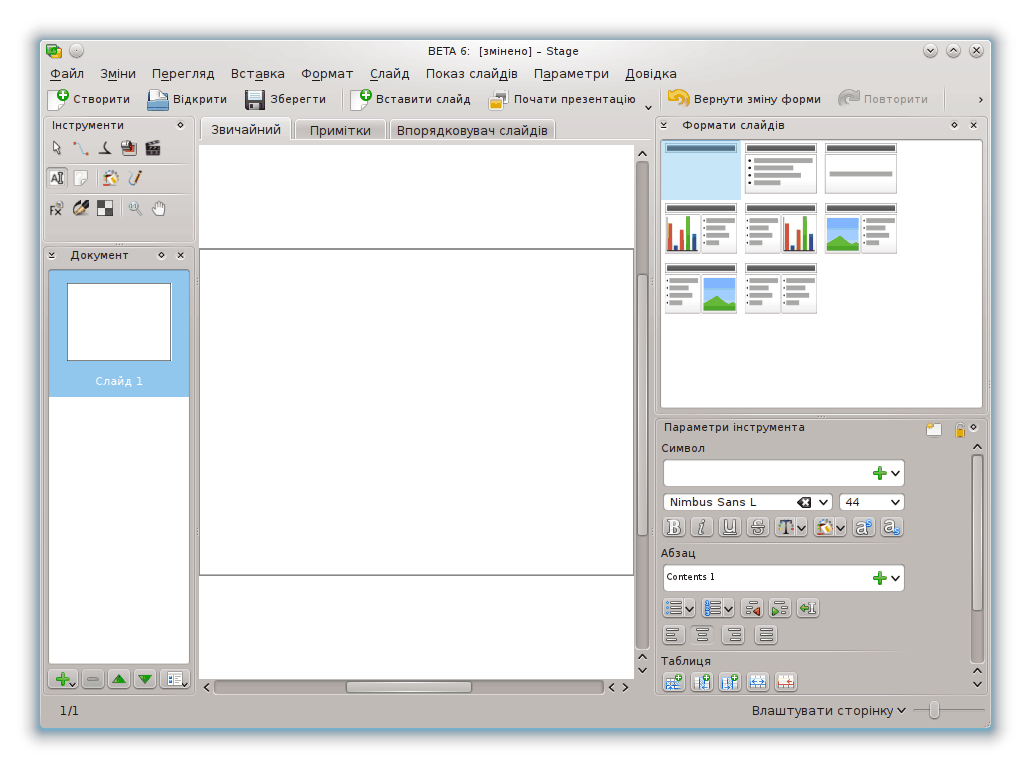 BETA 6:  [змінено] – Stage
Файл Зміни Перегляд Вставка Формат Слайд Показ слайдів Параметри Довідка
Створити Відкрити Зберегти Вставити слайд Почати презентацію Вернути зміну форми Повторити
Інструменти
Звичайний Примітки Впорядковувач слайдів
Формати слайдів
Документ
Слайд 1
Параметри інструмента
Символ
Nimbus Sans L 44
Абзац
Contents 1
Таблиця
1/1
Влаштувати сторінку